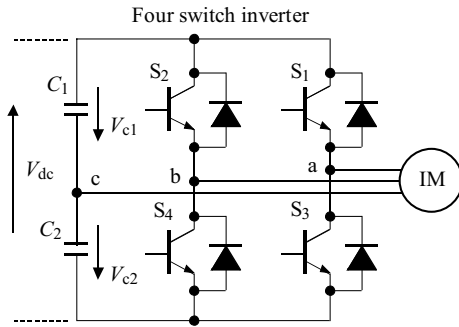 Four switch inverter
S2 S1
C1
Vc1
Vdc
a
c b
IM
S4 S3
C2
Vc2